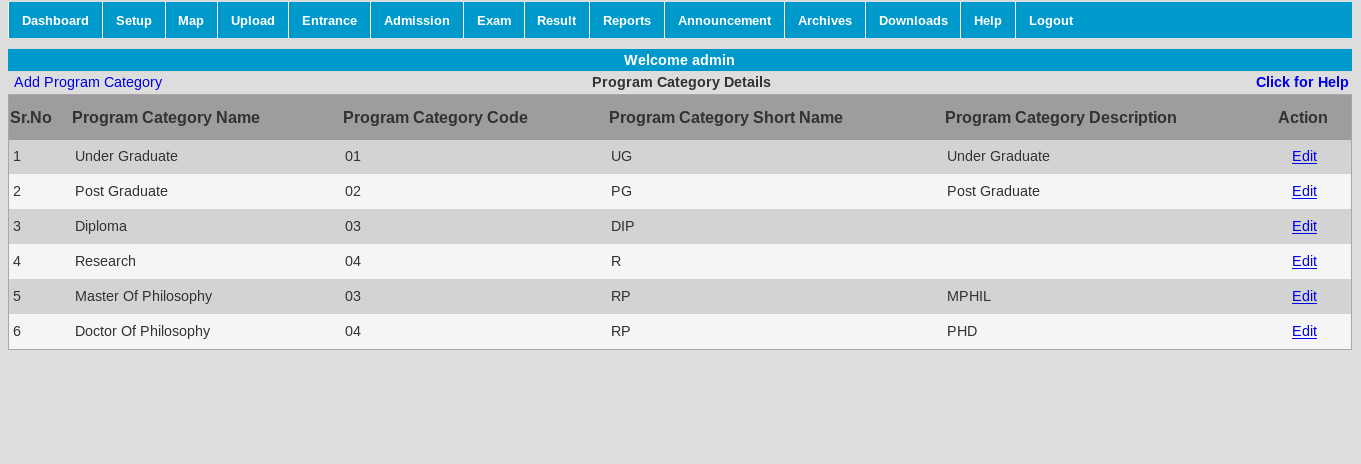 Dashboard Setup Map Upload Entrance Admission Exam Result Reports Announcement Archives Downloads Help Logout
Welcome admin
Add Program Category Program Category Details Click for Help
Sr.No Program Category Name Program Category Code Program Category Short Name Program Category Description Action
1 Under Graduate 01 UG Under Graduate Edit
2 Post Graduate 02 PG Post Graduate Edit
3 Diploma 03 DIP Edit
4 Research 04 R Edit
5 Master Of Philosophy 03 RP MPHIL Edit
6 Doctor Of Philosophy 04 RP PHD Edit